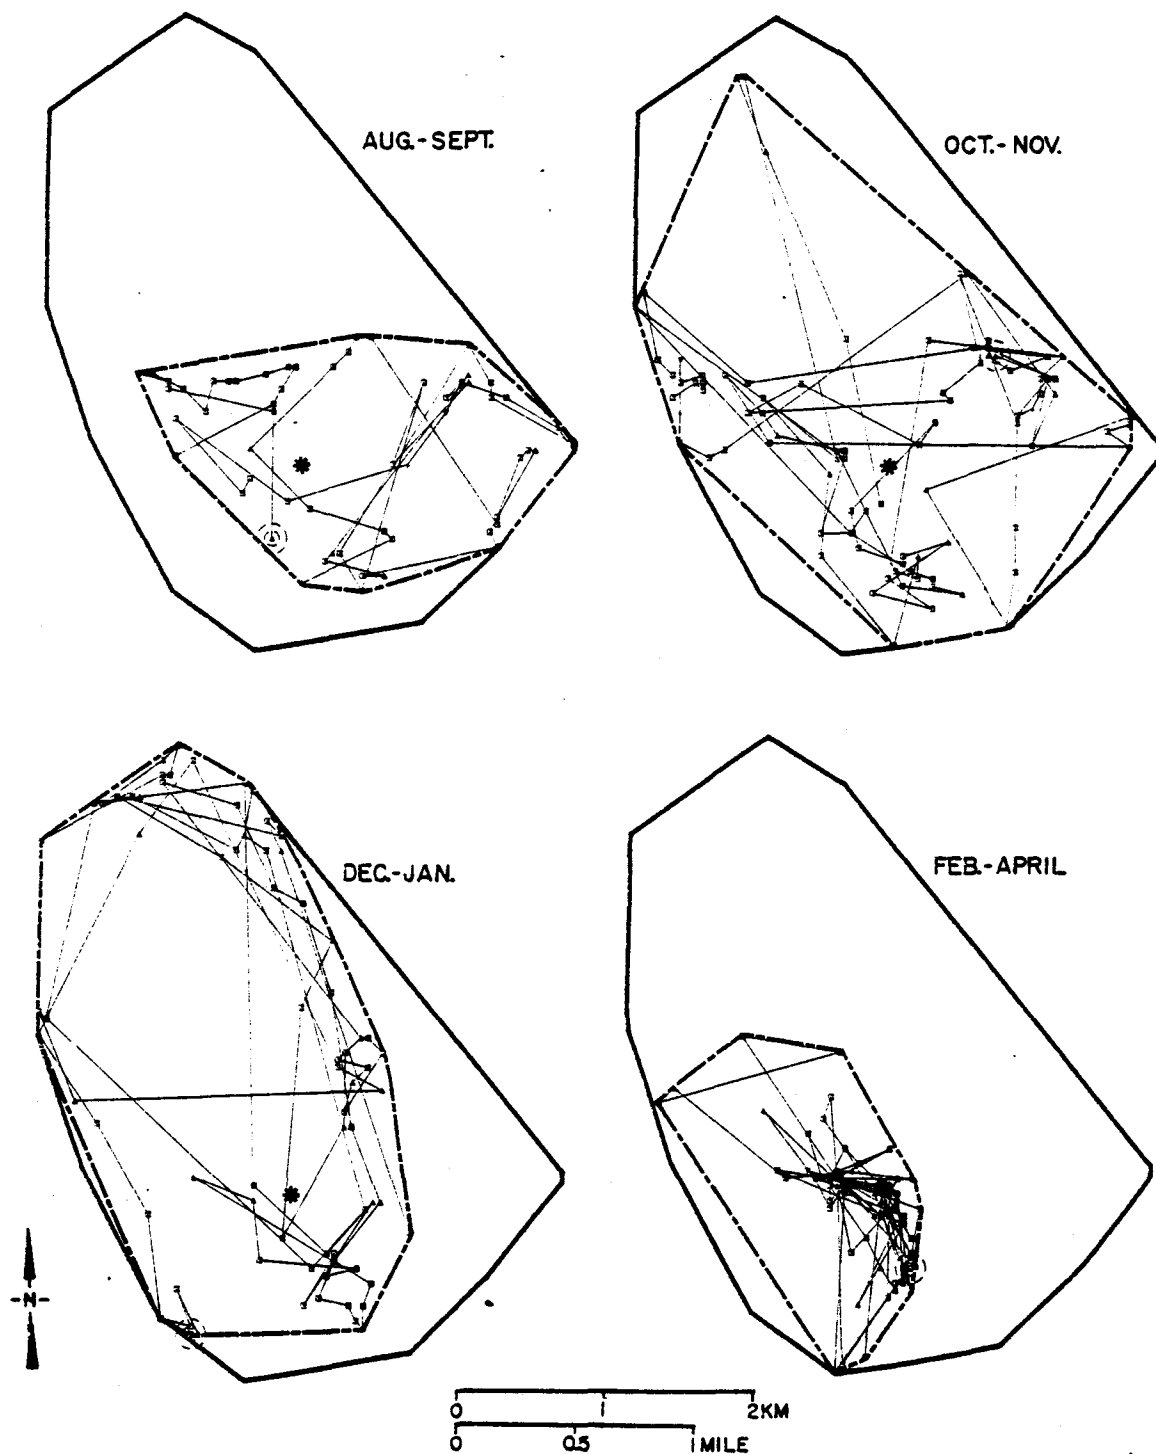 AUG.-SEPT.
OCT.-NOV.
DEC.-JAN.
FEB.-APRIL
-N-
0 1 2KM
0 0.5 1 MILE